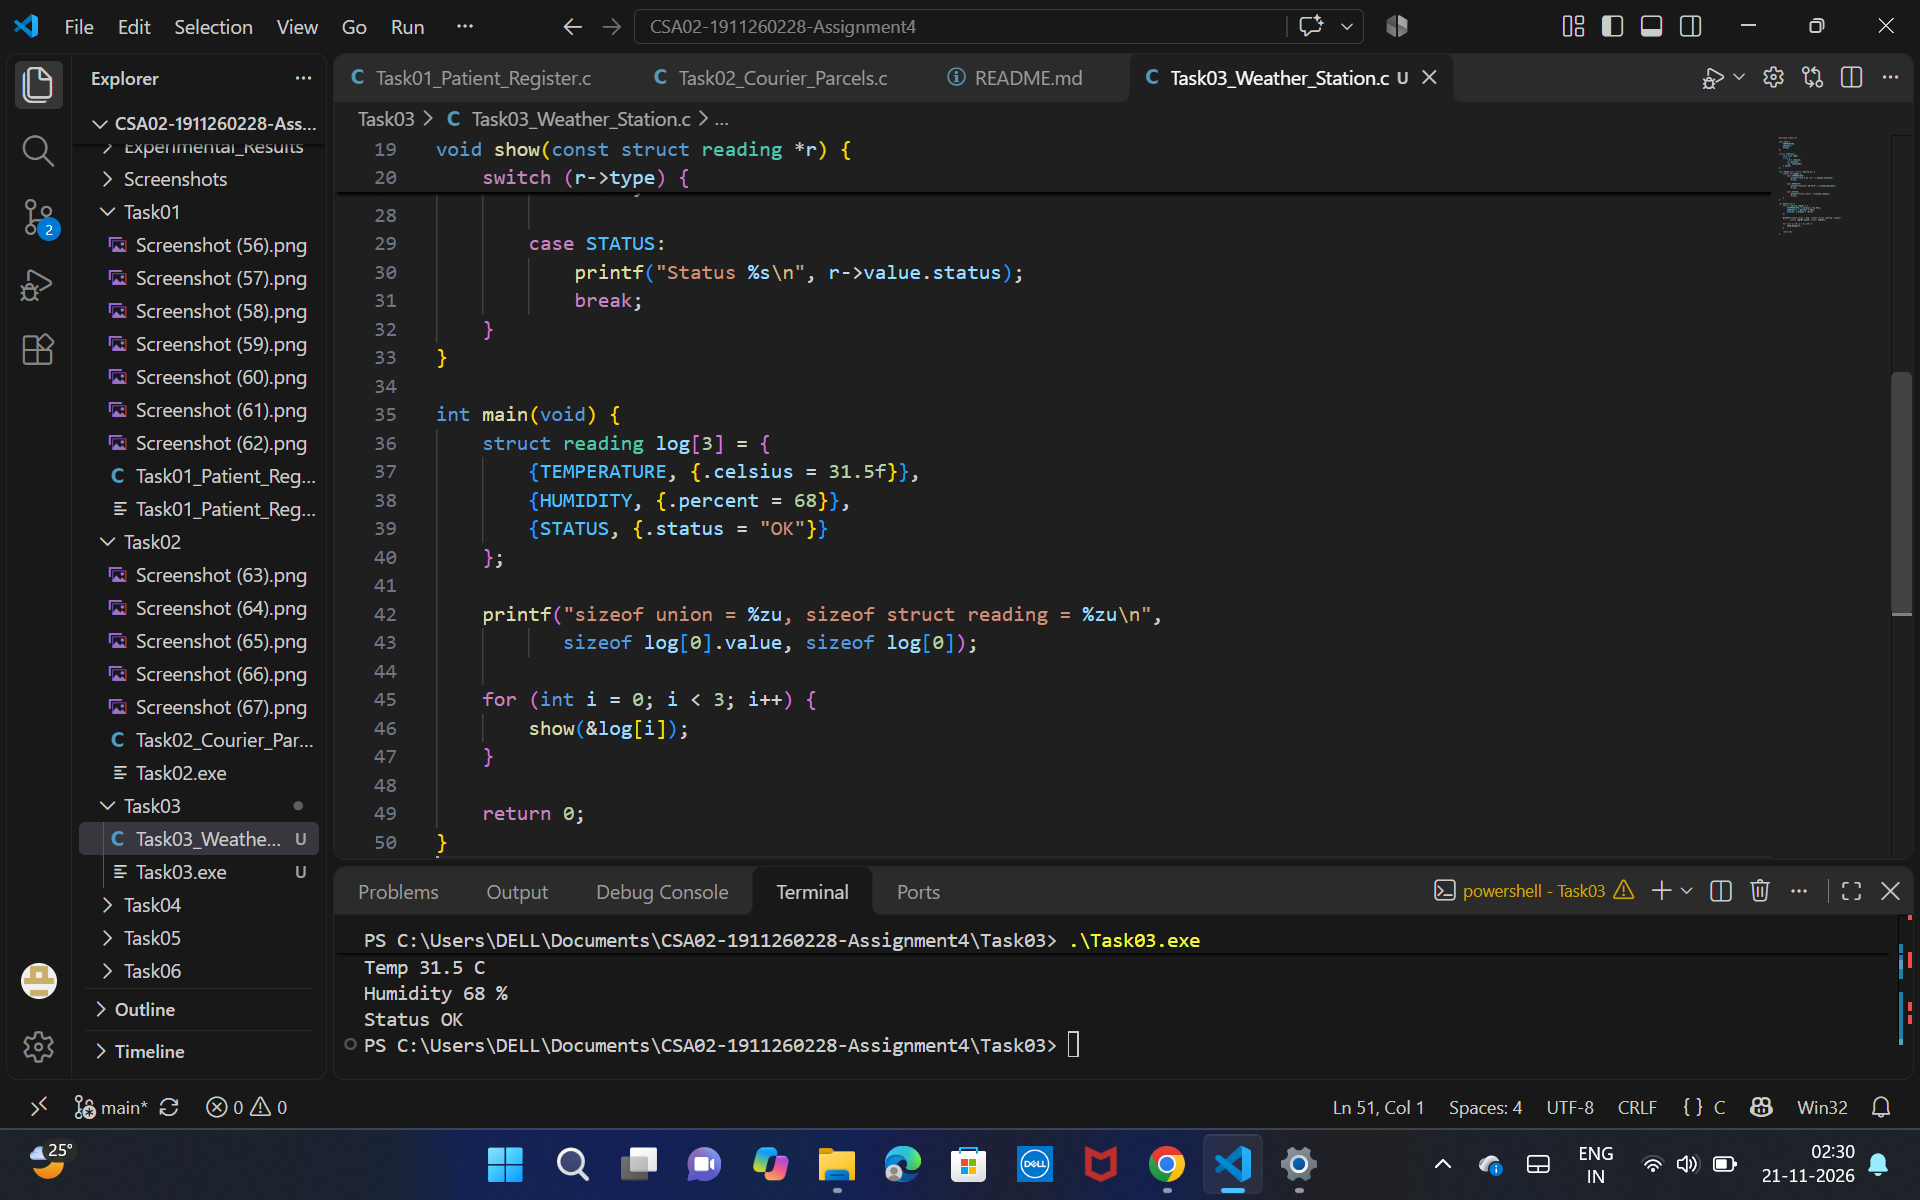 File Edit Selection View Go Run ...
CSA02-1911260228-Assignment4
Explorer
CSA02-1911260228-Ass...
Experimental_Results
Screenshots
Task01
Screenshot (56).png
Screenshot (57).png
Screenshot (58).png
Screenshot (59).png
Screenshot (60).png
Screenshot (61).png
Screenshot (62).png
C Task01_Patient_Reg...
Task01_Patient_Reg...
Task02
Screenshot (63).png
Screenshot (64).png
Screenshot (65).png
Screenshot (66).png
Screenshot (67).png
C Task02_Courier_Par...
Task02.exe
Task03
C Task03_Weathe... U
Task03.exe U
Task04
Task05
Task06
Outline
Timeline
2
C Task01_Patient_Register.c C Task02_Courier_Parcels.c README.md C Task03_Weather_Station.c U
Task03 > C Task03_Weather_Station.c > ...
19 void show(const struct reading *r) {
20 switch (r->type) {
28
29 case STATUS:
30 printf("Status %s\n", r->value.status);
31 break;
32 }
33 }
34
35 int main(void) {
36 struct reading log[3] = {
37 {TEMPERATURE, {.celsius = 31.5f}},
38 {HUMIDITY, {.percent = 68}},
39 {STATUS, {.status = "OK"}}
40 };
41
42 printf("sizeof union = %zu, sizeof struct reading = %zu\n",
43 sizeof log[0].value, sizeof log[0]);
44
45 for (int i = 0; i < 3; i++) {
46 show(&log[i]);
47 }
48
49 return 0;
50 }
Problems Output Debug Console Terminal Ports
powershell - Task03
PS C:\Users\DELL\Documents\CSA02-1911260228-Assignment4\Task03> .\Task03.exe
Temp 31.5 C
Humidity 68 %
Status OK
PS C:\Users\DELL\Documents\CSA02-1911260228-Assignment4\Task03>
main* 0 0
Ln 51, Col 1 Spaces: 4 UTF-8 CRLF { } C Win32
25°
DELL
ENG
IN
02:30
21-11-2026